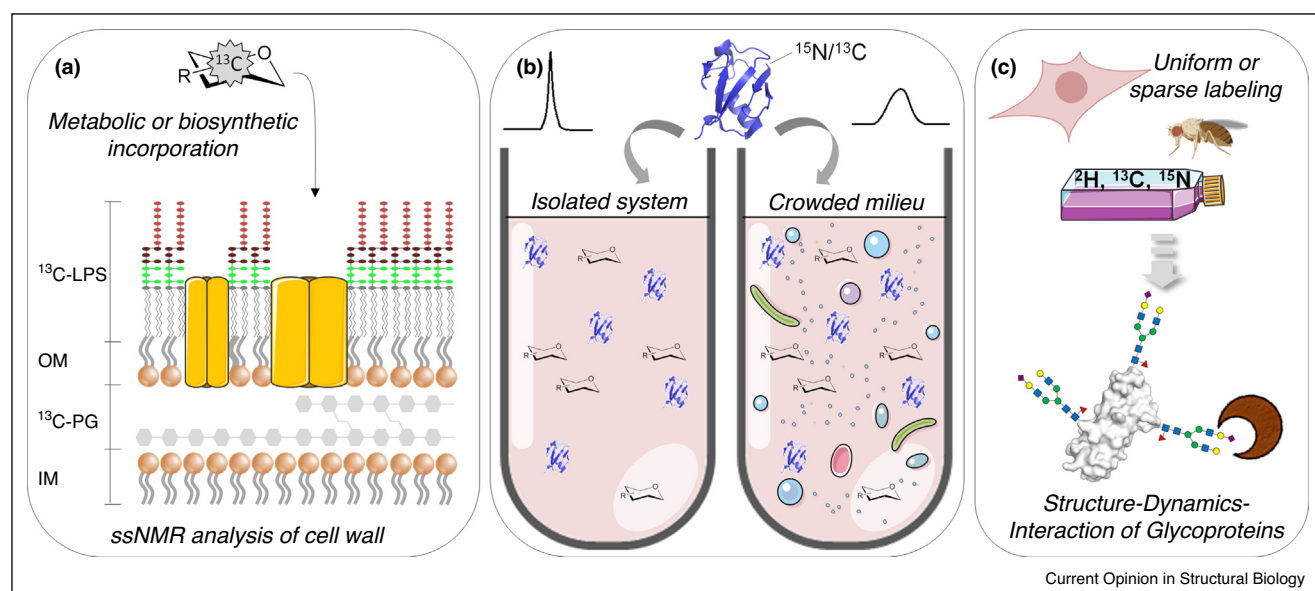 (a)
R
¹³C
O
Metabolic or biosynthetic
incorporation
¹³C-LPS
OM
¹³C-PG
IM
ssNMR analysis of cell wall
(b)
¹⁵N/¹³C
Isolated system
R
O
R
O
R
O
R
O
R
O
Crowded milieu
R
O
R
O
R
O
R
O
R
O
(c)
Uniform or
sparse labeling
²H, ¹³C, ¹⁵N
Structure-Dynamics-
Interaction of Glycoproteins
Current Opinion in Structural Biology